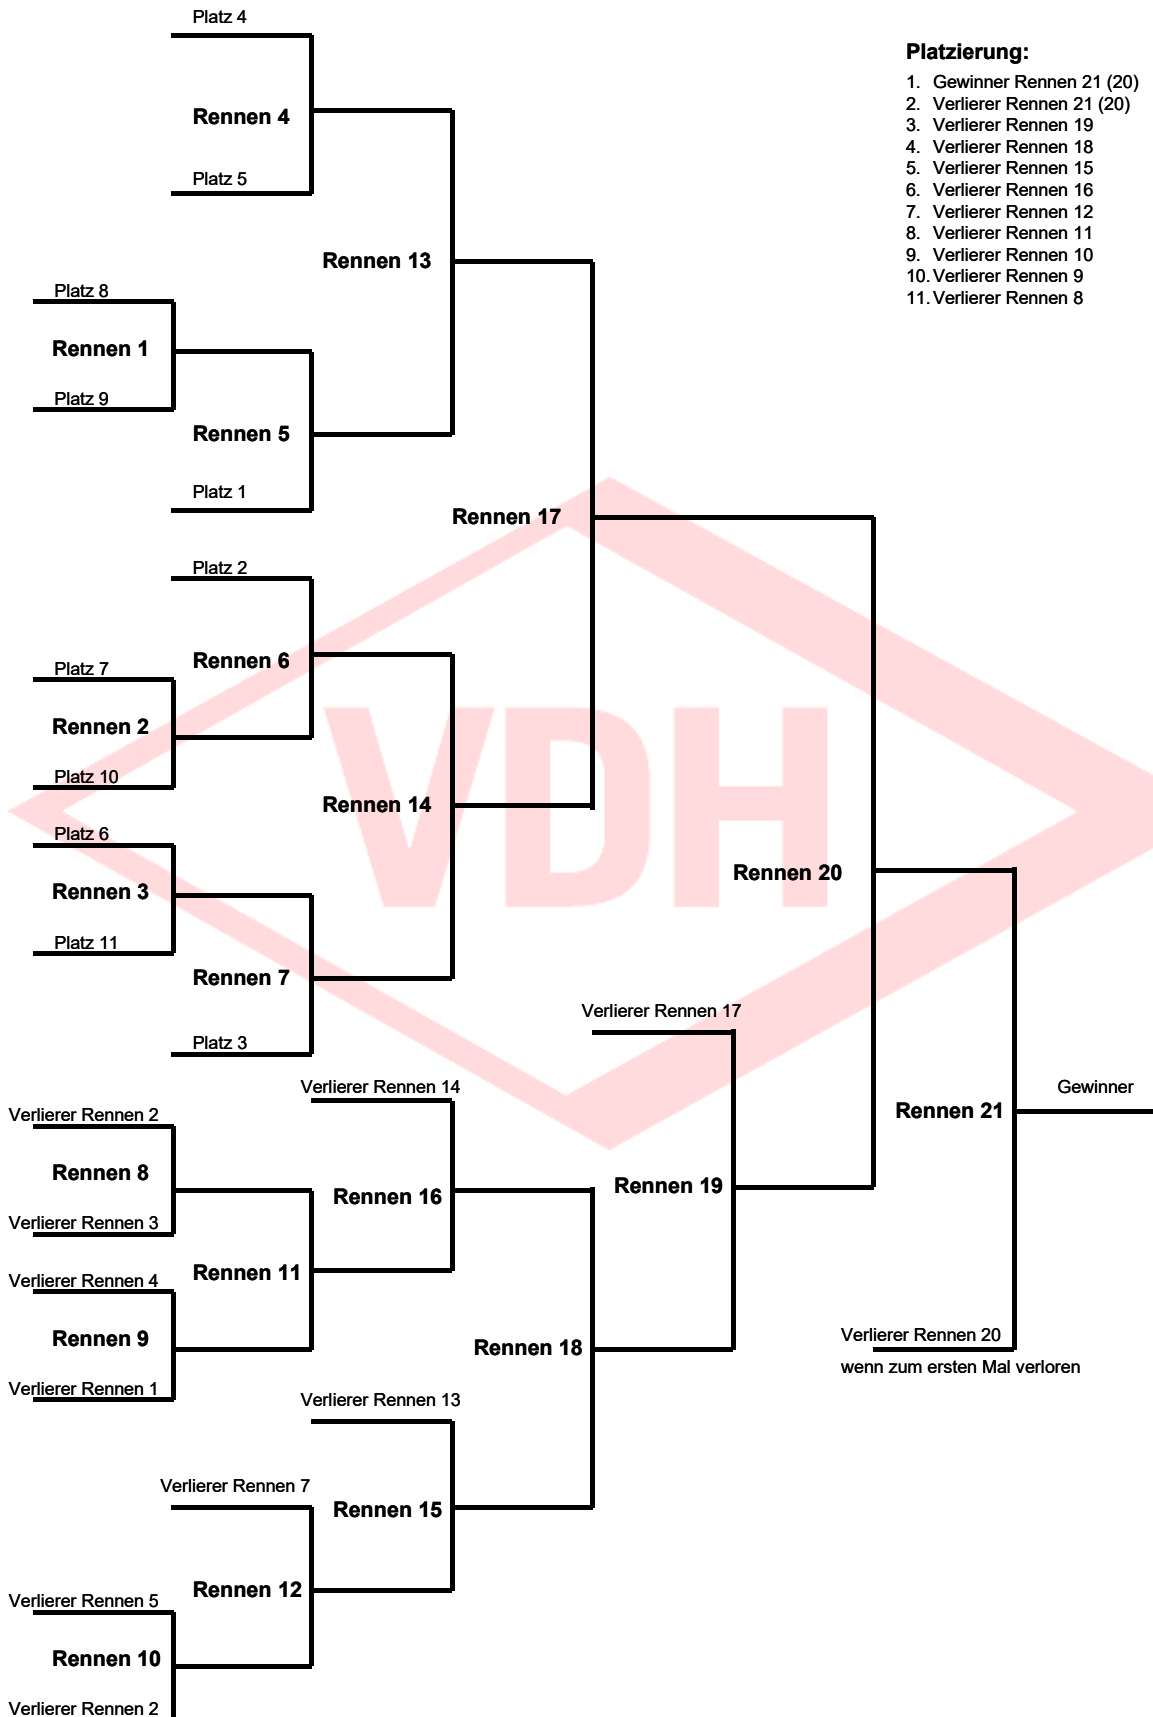 Platz 4
Platzierung:
1. Gewinner Rennen 21 (20)
2. Verlierer Rennen 21 (20)
3. Verlierer Rennen 19
4. Verlierer Rennen 18
5. Verlierer Rennen 15
6. Verlierer Rennen 16
7. Verlierer Rennen 12
8. Verlierer Rennen 11
9. Verlierer Rennen 10
10. Verlierer Rennen 9
11. Verlierer Rennen 8
Rennen 4
Platz 5
Rennen 13
Platz 8
Rennen 1
Platz 9
Rennen 5
Platz 1
Rennen 17
Platz 2
Rennen 6
Platz 7
Rennen 2
Platz 10
Rennen 14
VDH
Platz 6
Rennen 20
Rennen 3
Platz 11
Rennen 7
Verlierer Rennen 17
Platz 3
Verlierer Rennen 14
Gewinner
Verlierer Rennen 2
Rennen 21
Rennen 8
Rennen 19
Rennen 16
Verlierer Rennen 3
Rennen 11
Verlierer Rennen 4
Rennen 9
Verlierer Rennen 20
Rennen 18
wenn zum ersten Mal verloren
Verlierer Rennen 1
Verlierer Rennen 13
Verlierer Rennen 7
Rennen 15
Rennen 12
Verlierer Rennen 5
Rennen 10
Verlierer Rennen 2